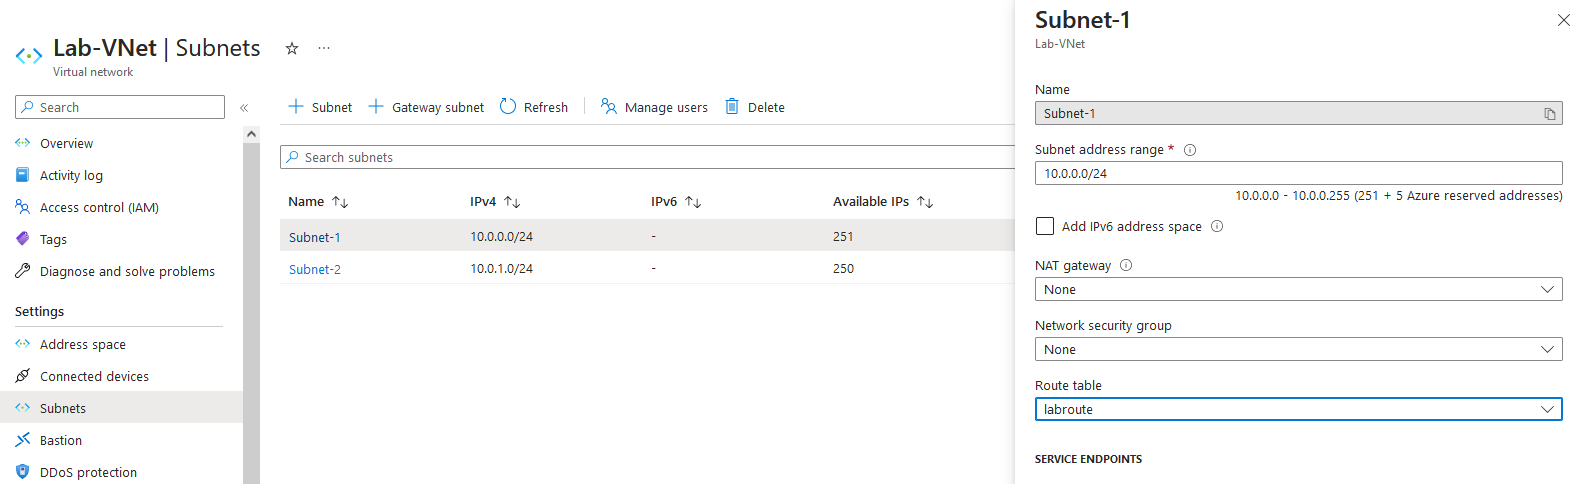 Lab-VNet | Subnets
Virtual network
Search
Overview
Activity log
Access control (IAM)
Tags
Diagnose and solve problems
Settings
Address space
Connected devices
Subnets
Bastion
DDoS protection
Subnet
Gateway subnet
Refresh
Manage users
Delete
Search subnets
Name IPv4 IPv6 Available IPs
Subnet-1 10.0.0.0/24 - 251
Subnet-2 10.0.1.0/24 - 250
Subnet-1
Lab-VNet
Name
Subnet-1
Subnet address range *
10.0.0.0/24
10.0.0.0 - 10.0.0.255 (251 + 5 Azure reserved addresses)
Add IPv6 address space
NAT gateway
None
Network security group
None
Route table
labroute
SERVICE ENDPOINTS